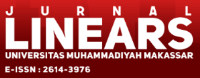 JURNAL
LINEARS
UNIVERSITAS MUHAMMADIYAH MAKASSAR
E-ISSN : 2614-3976